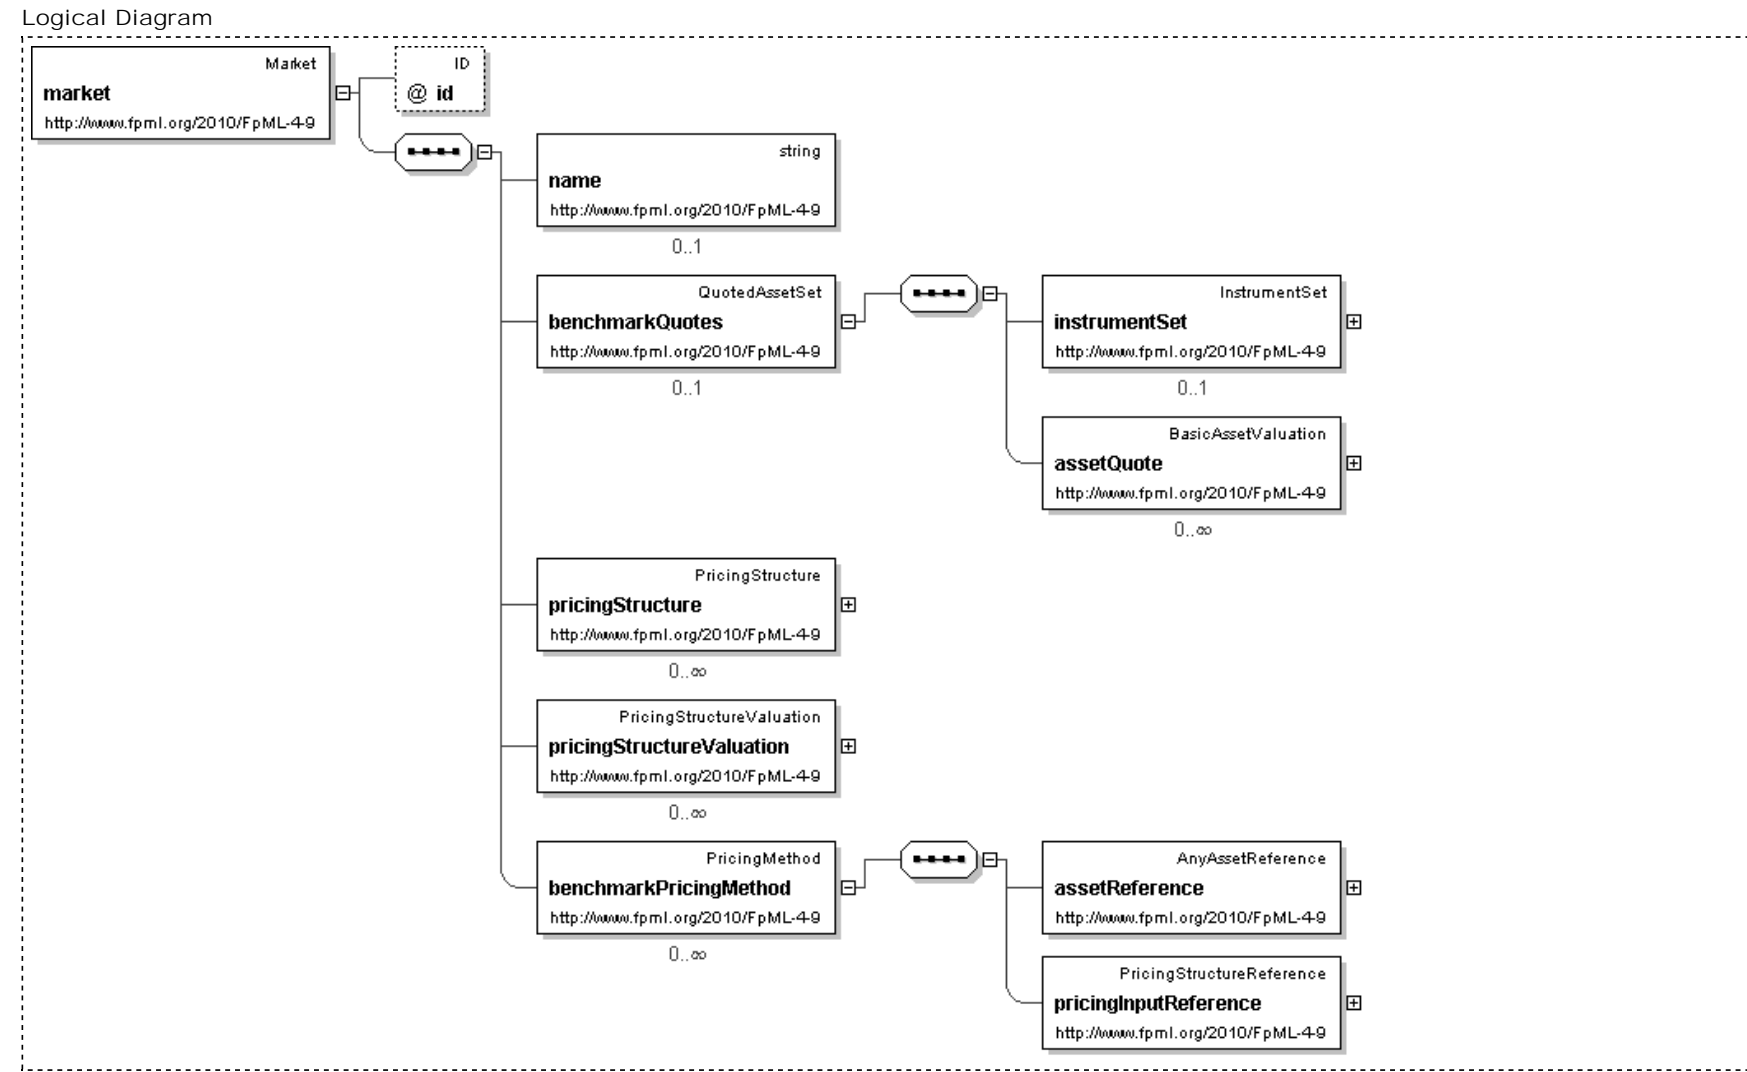 Logical Diagram
Market
market
http://www.fpml.org/2010/FpML-4-9
ID
@ id
string
name
http://www.fpml.org/2010/FpML-4-9
0..1
QuotedAssetSet
benchmarkQuotes
http://www.fpml.org/2010/FpML-4-9
0..1
InstrumentSet
instrumentSet
http://www.fpml.org/2010/FpML-4-9
0..1
BasicAssetValuation
assetQuote
http://www.fpml.org/2010/FpML-4-9
0..∞
PricingStructure
pricingStructure
http://www.fpml.org/2010/FpML-4-9
0..∞
PricingStructureValuation
pricingStructureValuation
http://www.fpml.org/2010/FpML-4-9
0..∞
PricingMethod
benchmarkPricingMethod
http://www.fpml.org/2010/FpML-4-9
0..∞
AnyAssetReference
assetReference
http://www.fpml.org/2010/FpML-4-9
PricingStructureReference
pricingInputReference
http://www.fpml.org/2010/FpML-4-9